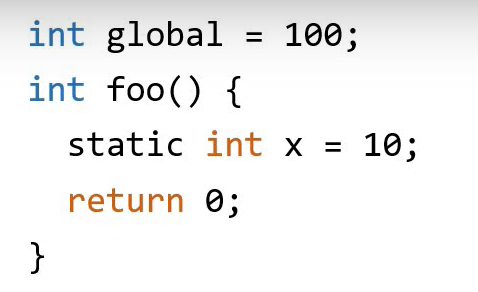 int global = 100;
int foo() {
  static int x = 10;
  return 0;
}